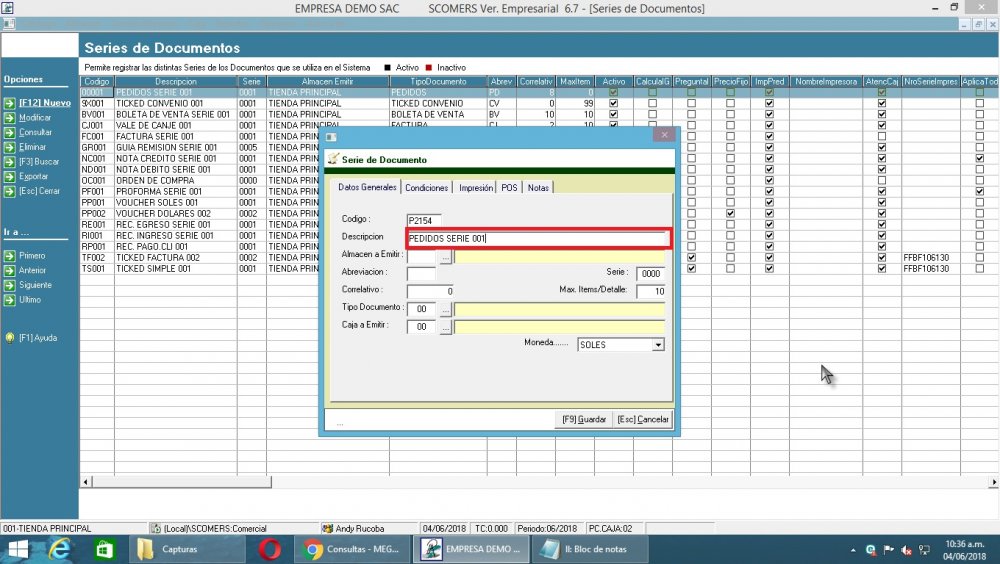 EMPRESA DEMO SAC SCOMERS Ver. Empresarial 6.7 - [Series de Documentos]
Series de Documentos
Permite registrar las distintas Series de los Documentos que se utiliza en el Sistema Activo Inactivo
Opciones
[F12] Nuevo
Modificar
Consultar
Eliminar
[F3] Buscar
Exportar
[Esc] Cerrar
Ir a ...
Primero
Anterior
Siguiente
Ultimo
[F1] Ayuda
Codigo Descripcion Serie Almacen Emitir TipoDocumento Abrev Correlativ MaxItem Activo CalculaIG PreguntaI PrecioFijo ImpPred NombreImpresora AtencCaj NroSerieImpres AplicaTod
00001 PEDIDOS SERIE 001 0001 TIENDA PRINCIPAL PEDIDOS PD 8 0
9X001 TICKED CONVENIO 001 0001 TIENDA PRINCIPAL TICKED CONVENIO CV 0 99
BV001 BOLETA DE VENTA SERIE 001 0001 TIENDA PRINCIPAL BOLETA DE VENTA BV 10 10
CJ001 VALE DE CANJE 001 0001 TIENDA PRINCIPAL FACTURA CJ 2 10
FC001 FACTURA SERIE 001 0001 TIENDA PRIN
GR001 GUIA REMISION SERIE 001 0005 TIENDA PRIN
NC001 NOTA CREDITO SERIE 001 0001 TIENDA PRIN
ND001 NOTA DEBITO SERIE 001 0001 TIENDA PRIN
OC001 ORDEN DE COMPRA 0000 TIENDA PRIN
PF001 PROFORMA SERIE 001 0001 TIENDA PRIN
PP001 VOUCHER SOLES 001 0001 TIENDA PRIN
PP002 VOUCHER DOLARES 002 0002 TIENDA PRIN
RE001 REC. EGRESO SERIE 001 0001 TIENDA PRIN
RI001 REC. INGRESO SERIE 001 0001 TIENDA PRIN
RP001 REC. PAGO.CLI 001 0001 TIENDA PRIN
TF002 TICKED FACTURA 002 0002 TIENDA PRIN FFBF106130
TS001 TICKED SIMPLE 001 0001 TIENDA PRIN FFBF106130
Serie de Documento
Datos Generales Condiciones Impresión POS Notas
Codigo : P2154
Descripcion PEDIDOS SERIE 001
Almacen a Emitir : ...
Abreviacion : Serie : 0000
Correlativo : 0 Max. Items/Detalle: 10
Tipo Documento : 00 ...
Caja a Emitir : 00 ...
Moneda....... SOLES
... [F9] Guardar [Esc] Cancelar
001-TIENDA PRINCIPAL (Local)\SCOMERS:Comercial Andy Rucoba 04/06/2018 TC:0.000 Periodo:06/2018 PC.CAJA:02
Capturas Consultas - MEG... EMPRESA DEMO ... II: Bloc de notas
10:36 a.m.
04/06/2018